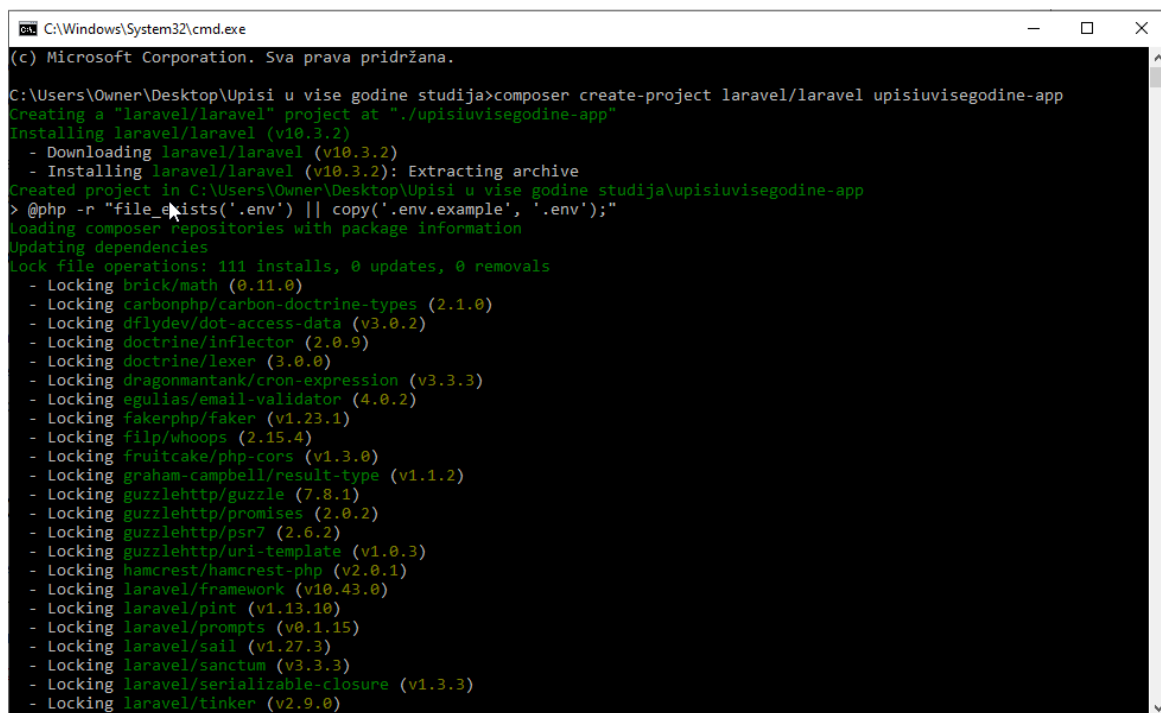 C:\Windows\System32\cmd.exe
(c) Microsoft Corporation. Sva prava pridržana.
C:\Users\Owner\Desktop\Upisi u vise godine studija>composer create-project laravel/laravel upisiuvisegodine-app
Creating a "laravel/laravel" project at "./upisiuvisegodine-app"
Installing laravel/laravel (v10.3.2)
  - Downloading laravel/laravel (v10.3.2)
  - Installing laravel/laravel (v10.3.2): Extracting archive
Created project in C:\Users\Owner\Desktop\Upisi u vise godine studija\upisiuvisegodine-app
> @php -r "file_exists('.env') || copy('.env.example', '.env');"
Loading composer repositories with package information
Updating dependencies
Lock file operations: 111 installs, 0 updates, 0 removals
  - Locking brick/math (0.11.0)
  - Locking carbonphp/carbon-doctrine-types (2.1.0)
  - Locking dflydev/dot-access-data (v3.0.2)
  - Locking doctrine/inflector (2.0.9)
  - Locking doctrine/lexer (3.0.0)
  - Locking dragonmantank/cron-expression (v3.3.3)
  - Locking egulias/email-validator (4.0.2)
  - Locking fakerphp/faker (v1.23.1)
  - Locking filp/whoops (2.15.4)
  - Locking fruitcake/php-cors (v1.3.0)
  - Locking graham-campbell/result-type (v1.1.2)
  - Locking guzzlehttp/guzzle (7.8.1)
  - Locking guzzlehttp/promises (2.0.2)
  - Locking guzzlehttp/psr7 (2.6.2)
  - Locking guzzlehttp/uri-template (v1.0.3)
  - Locking hamcrest/hamcrest-php (v2.0.1)
  - Locking laravel/framework (v10.43.0)
  - Locking laravel/pint (v1.13.10)
  - Locking laravel/prompts (v0.1.15)
  - Locking laravel/sail (v1.27.3)
  - Locking laravel/sanctum (v3.3.3)
  - Locking laravel/serializable-closure (v1.3.3)
  - Locking laravel/tinker (v2.9.0)